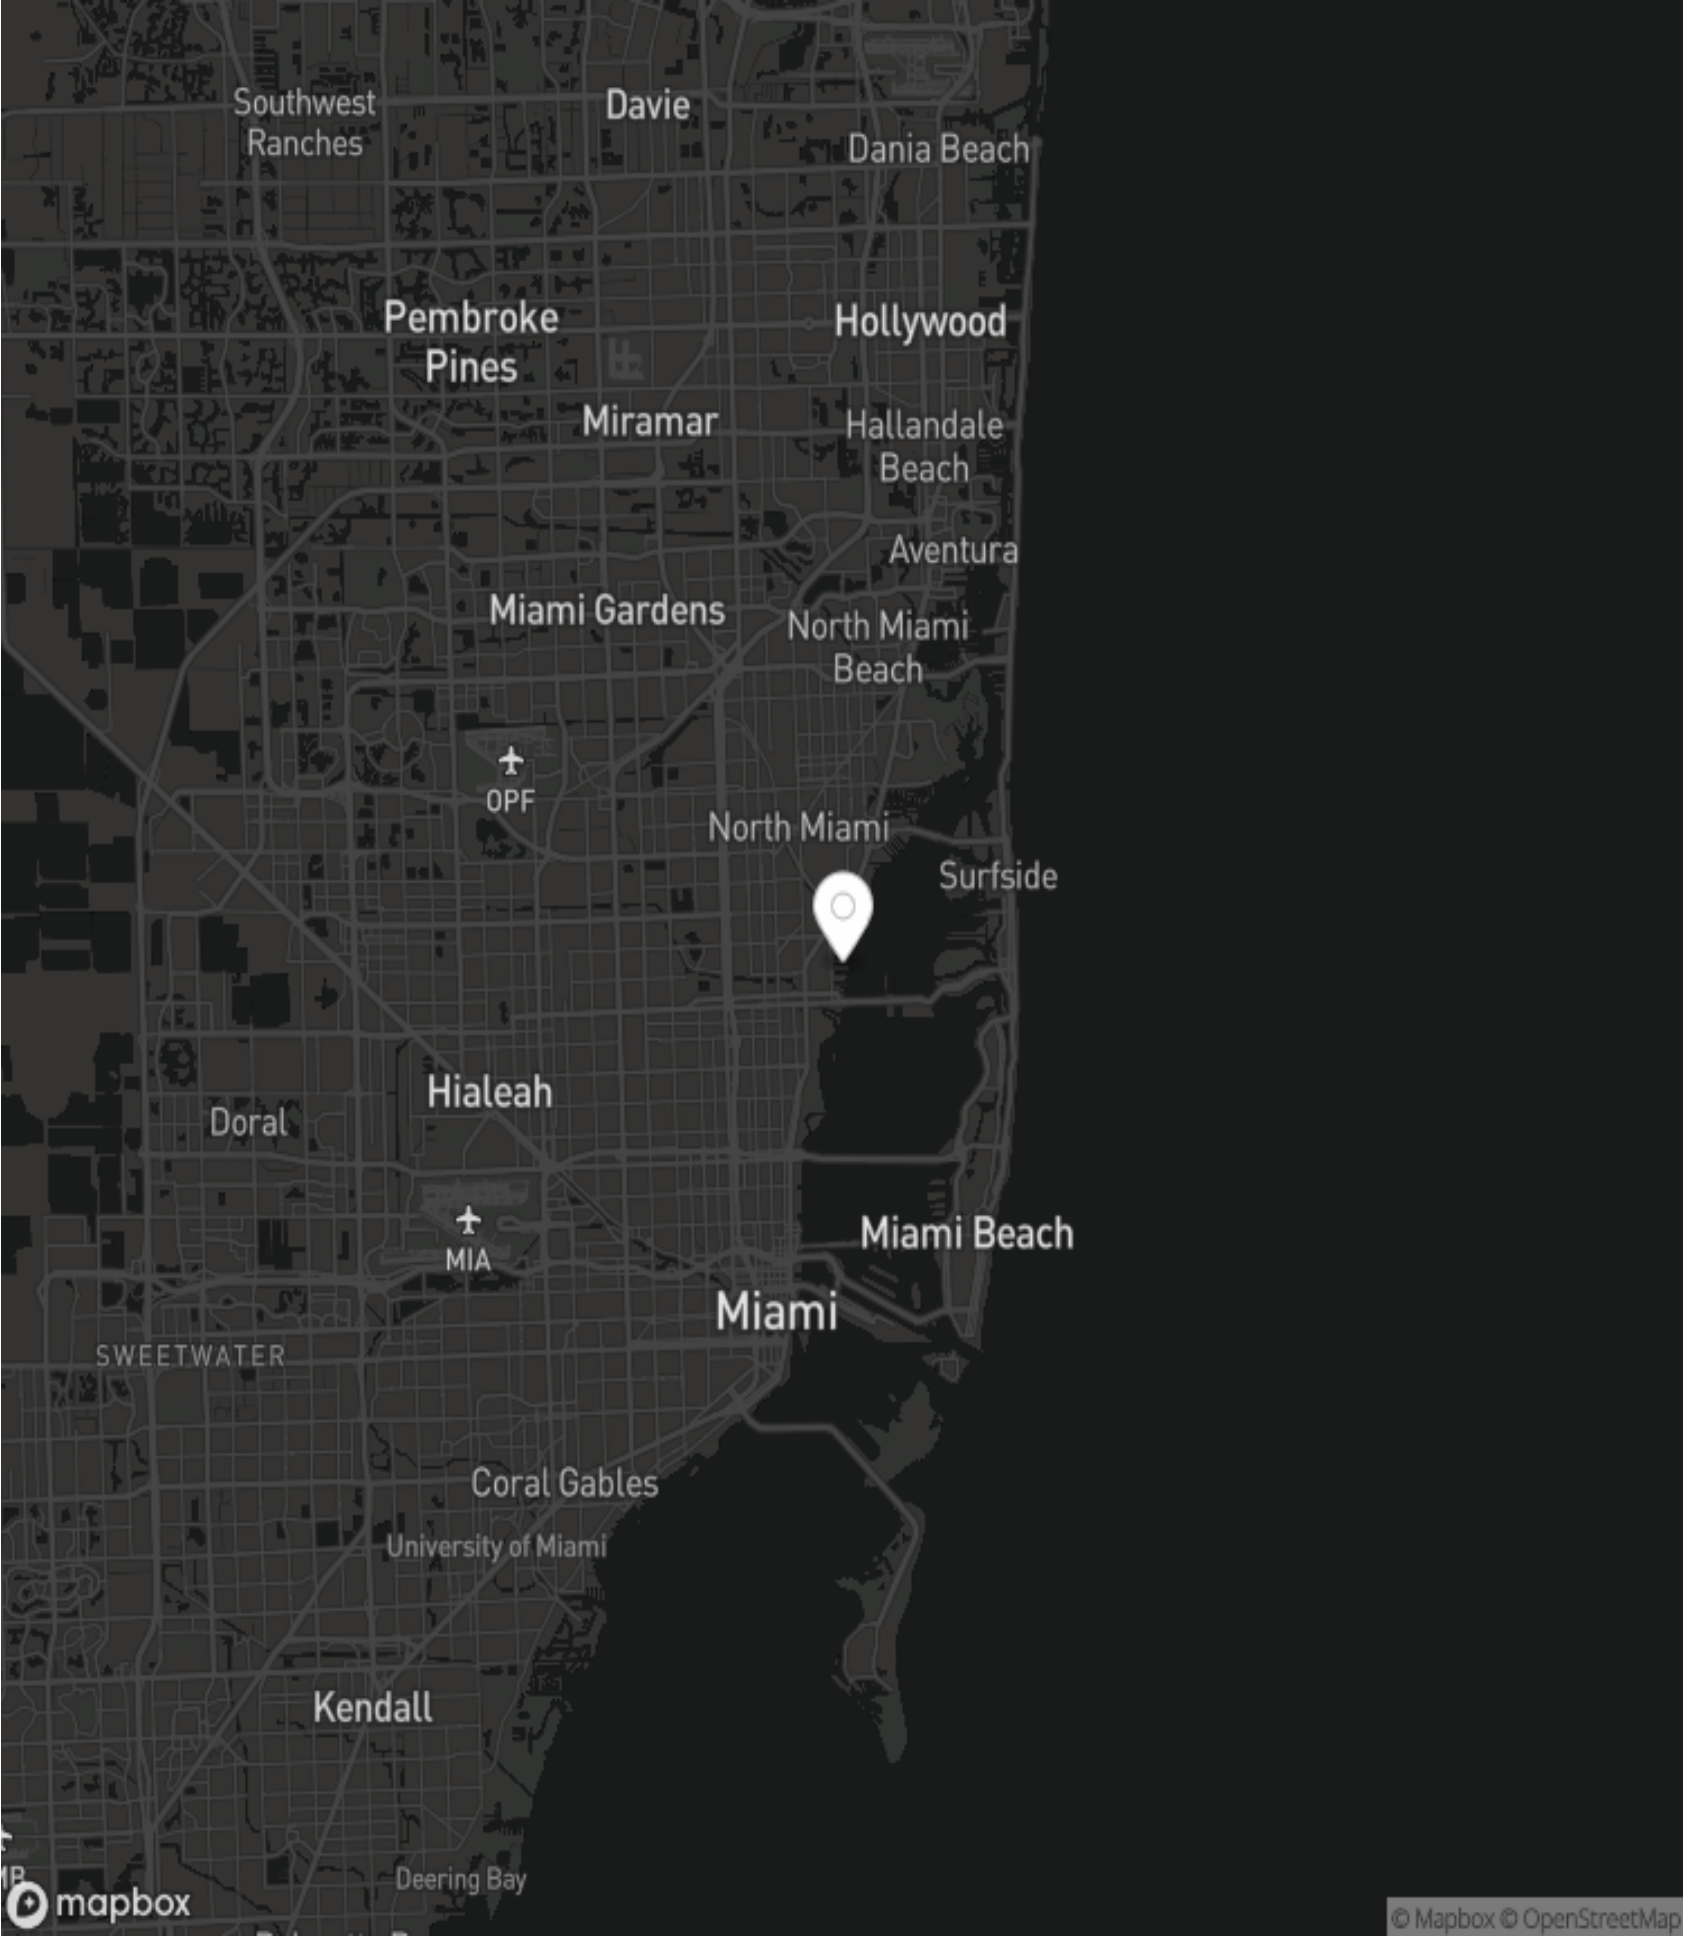 Southwest
Ranches
Davie
Dania Beach
Pembroke
Pines
Hollywood
Miramar
Hallandale
Beach
Aventura
Miami Gardens
North Miami
Beach
OPF
North Miami
Surfside
Hialeah
Doral
MIA
Miami Beach
Miami
SWEETWATER
Coral Gables
University of Miami
Kendall
Deering Bay
mapbox
© Mapbox © OpenStreetMap